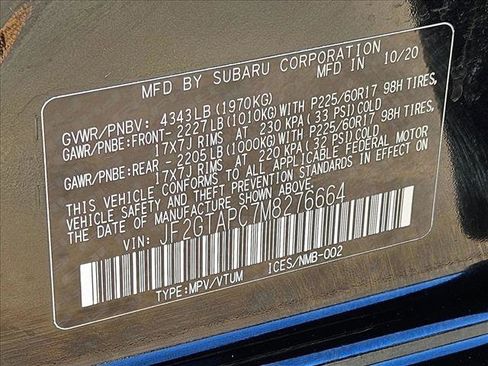 MFD BY SUBARU CORPORATION 10/20
GVWR/PNBV: 4343LB(1970KG)
GAWR/PNBE:FRONT-2227LB(1010KG)WITH P225/60R17 98H TIRES,
17X7J RIMS AT 230 KPA (33 PSI) COLD
GAWR/PNBE:REAR -2205LB(1000KG)WITH P225/60R17 98H TIRES,
17X7J RIMS AT 220 KPA (32 PSI) COLD
THIS VEHICLE CONFORMS TO ALL APPLICABLE FEDERAL MOTOR
VEHICLE SAFETY AND THEFT PREVENTION STANDARDS IN EFFECT
ON THE DATE OF MANUFACTURE SHOWN ABOVE.
VIN: JF2GTAPC7M8276664
TYPE:MPV/VTUM ICES/NMB-002